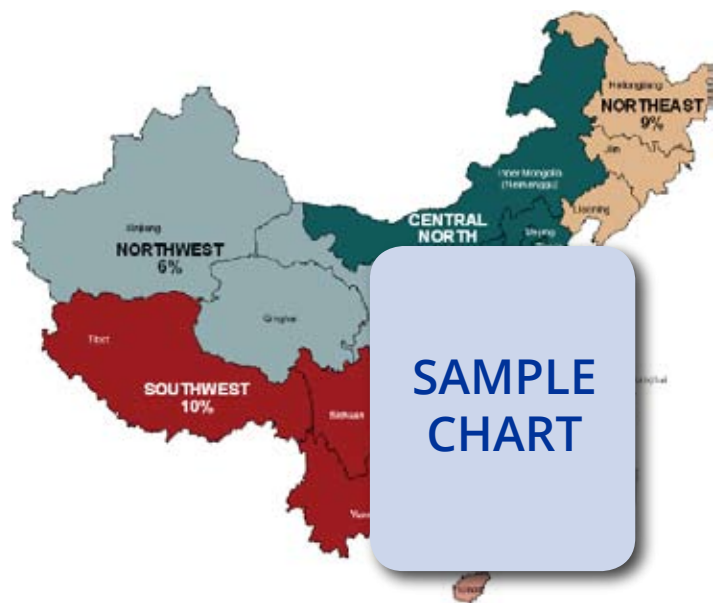 Heilongjiang
NORTHEAST
9%
Jilin
Inner Mongolia
(Neimenggu)
Liaoning
CENTRAL
NORTH
Beijing
Xinjiang
NORTHWEST
6%
Qinghai
Tibet
SOUTHWEST
10%
Sichuan
SAMPLE
CHART